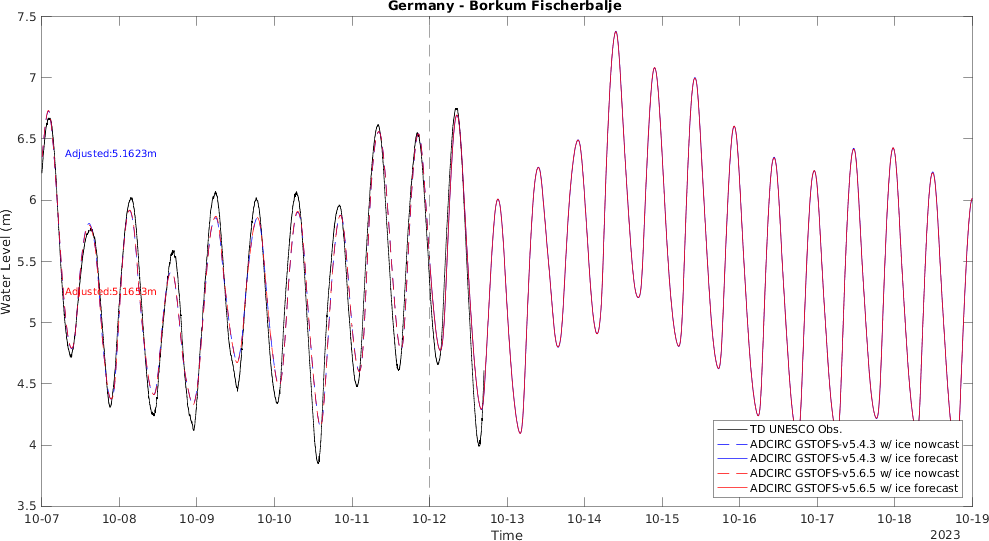 Germany - Borkum Fischerbalje
Water Level (m)
7.5
7
6.5
6
5.5
5
4.5
4
3.5
Adjusted:5.1623m
Adjusted:5.1653m
TD UNESCO Obs.
ADCIRC GSTOFS-v5.4.3 w/ ice nowcast
ADCIRC GSTOFS-v5.4.3 w/ ice forecast
ADCIRC GSTOFS-v5.6.5 w/ ice nowcast
ADCIRC GSTOFS-v5.6.5 w/ ice forecast
10-07 10-08 10-09 10-10 10-11 10-12 10-13 10-14 10-15 10-16 10-17 10-18 10-19
Time
2023